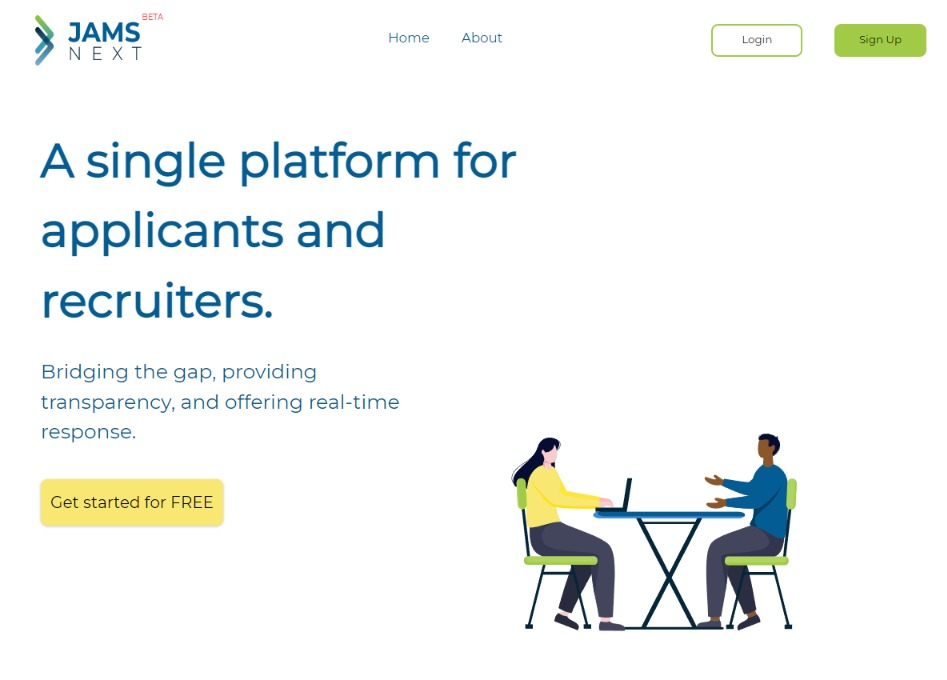 BETA
JAMS
NEXT
Home
About
Login
Sign Up
A single platform for
applicants and
recruiters.
Bridging the gap, providing
transparency, and offering real-time
response.
Get started for FREE